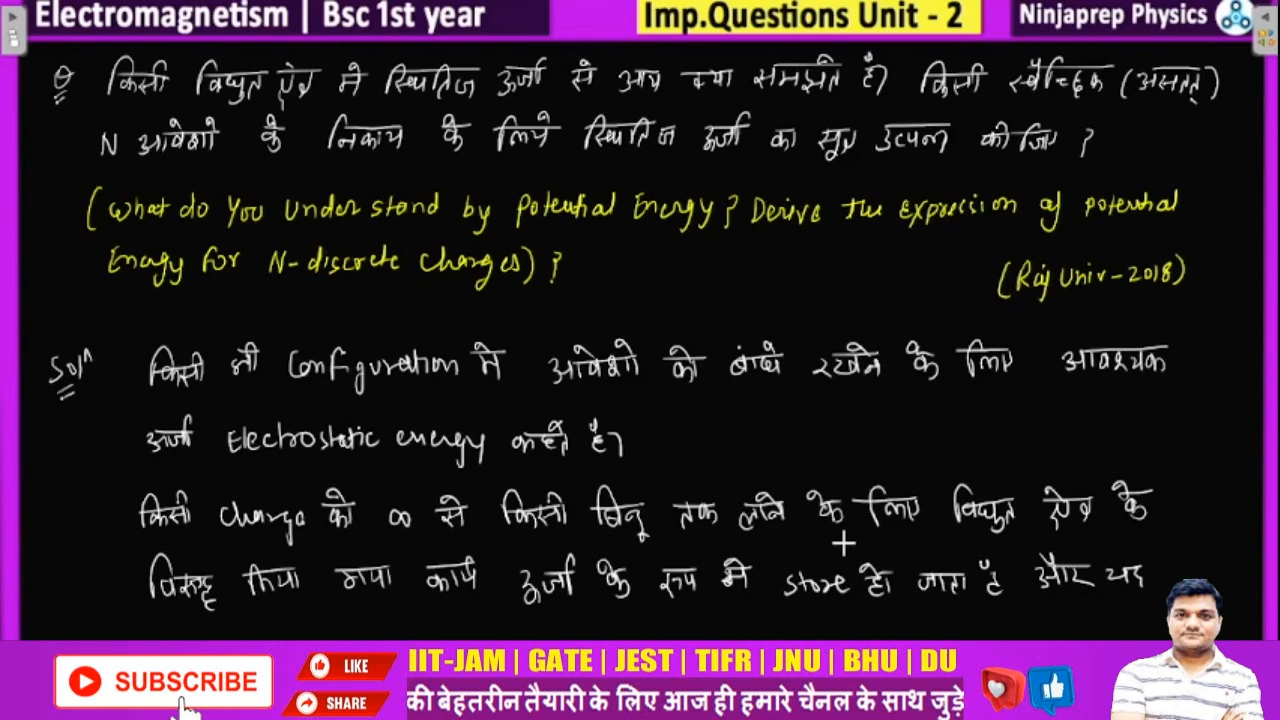 Electromagnetism | Bsc 1st year
Imp.Questions Unit - 2
Ninjaprep Physics
Q किसी विद्युत क्षेत्र में स्थितिज ऊर्जा से आप क्या समझते है। किसी स्वैच्छिक (असतत्)
N आवेशो के निकाय के लिये स्थितिज ऊर्जा का सूत्र उत्पन्न कीजिए ?
(What do You Understand by Potential Energy? Derive the expression of potential
Energy for N-discrete charges) ?
(Raj Univ-2018)
Solⁿ किसी भी Configuration में आवेशो को बांधे रखने के लिए आवश्यक
ऊर्जा Electrostatic energy कहते है।
किसी charge को ∞ से किसी बिन्दू तक लाने के लिए विद्युत क्षेत्र के
विरूद्ध किया गया कार्य ऊर्जा के रूप में store हो जाता है और यह
SUBSCRIBE
LIKE
SHARE
IIT-JAM | GATE | JEST | TIFR | JNU | BHU | DU
की बेहतरीन तैयारी के लिए आज ही हमारे चैनल के साथ जुड़े